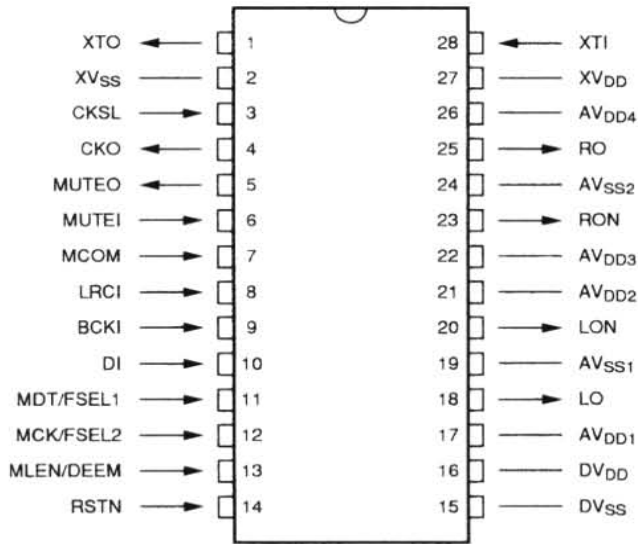 XTO 1 28 XTI
XVSS 2 27 XVDD
CKSL 3 26 AVDD4
CKO 4 25 RO
MUTEO 5 24 AVSS2
MUTEI 6 23 RON
MCOM 7 22 AVDD3
LRCI 8 21 AVDD2
BCKI 9 20 LON
DI 10 19 AVSS1
MDT/FSEL1 11 18 LO
MCK/FSEL2 12 17 AVDD1
MLEN/DEEM 13 16 DVDD
RSTN 14 15 DVSS